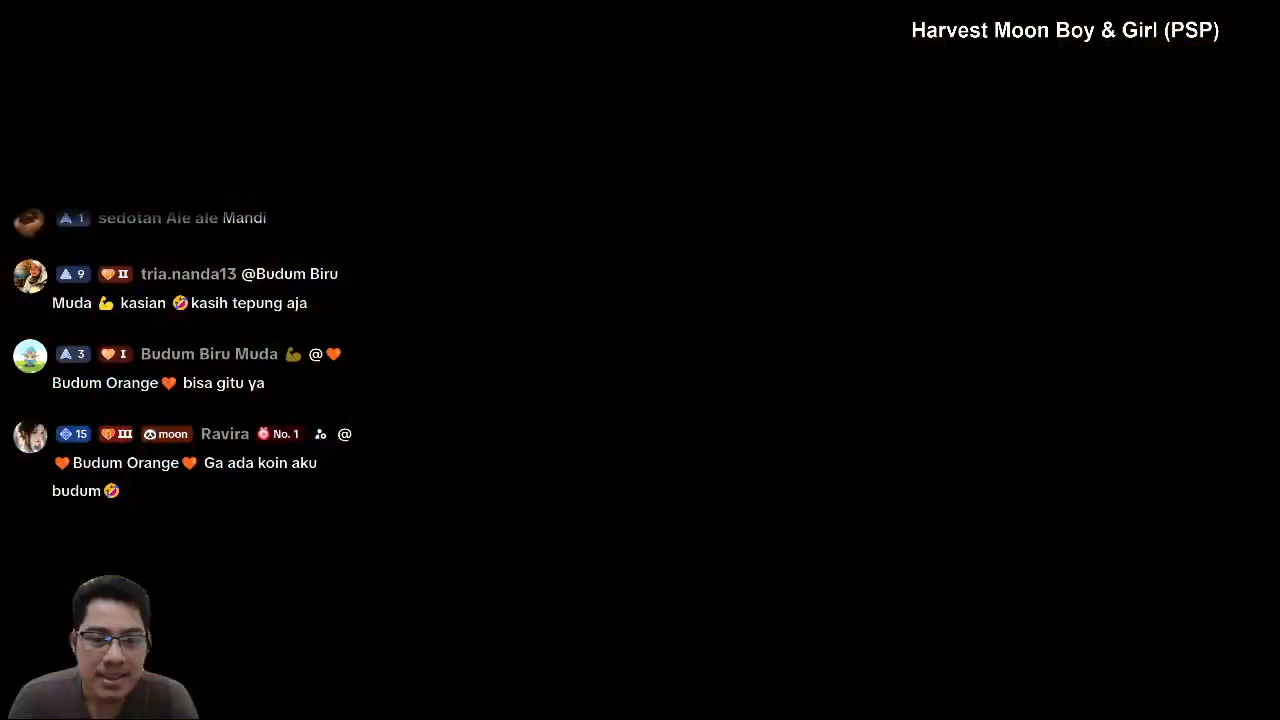 Harvest Moon Boy & Girl (PSP)
1 sedotan Ale ale Mandi
9 II tria.nanda13 @Budum Biru
Muda 💪 kasian 🤣kasih tepung aja
3 I Budum Biru Muda 💪 @🧡
Budum Orange🧡 bisa gitu ya
15 III moon Ravira No. 1 @
🧡Budum Orange🧡 Ga ada koin aku
budum🤣